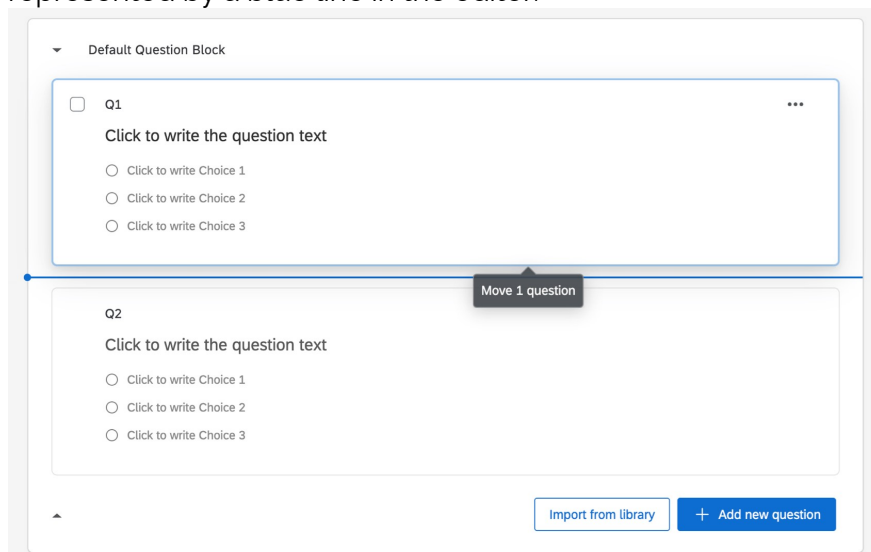 Default Question Block
Q1
Click to write the question text
Click to write Choice 1
Click to write Choice 2
Click to write Choice 3
Move 1 question
Q2
Click to write the question text
Click to write Choice 1
Click to write Choice 2
Click to write Choice 3
Import from library
+ Add new question